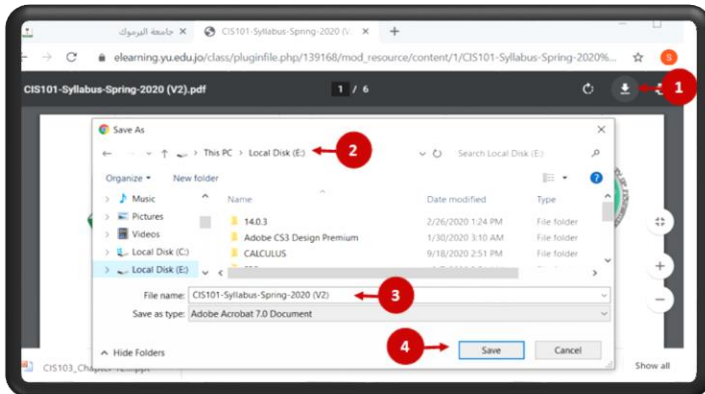 جامعة اليرموك
CIS101-Syllabus-Spring-2020 (V
elearning.yu.edu.jo/class/pluginfile.php/139168/mod_resource/content/1/CIS101-Syllabus-Spring-2020%...
S
CIS101-Syllabus-Spring-2020 (V2).pdf
1 / 6
1
Save As
This PC > Local Disk (E:)
2
Search Local Disk (E:)
Organize
New folder
Music
Name
Date modified
Type
Pictures
14.0.3
2/26/2020 1:24 PM
File folder
Videos
Adobe CS3 Design Premium
1/30/2020 3:10 AM
File folder
Local Disk (C:)
CALCULUS
9/18/2020 2:51 PM
File folder
Local Disk (E:)
File name:
CIS101-Syllabus-Spring-2020 (V2)
3
Save as type:
Adobe Acrobat 7.0 Document
4
Hide Folders
Save
Cancel
Show all